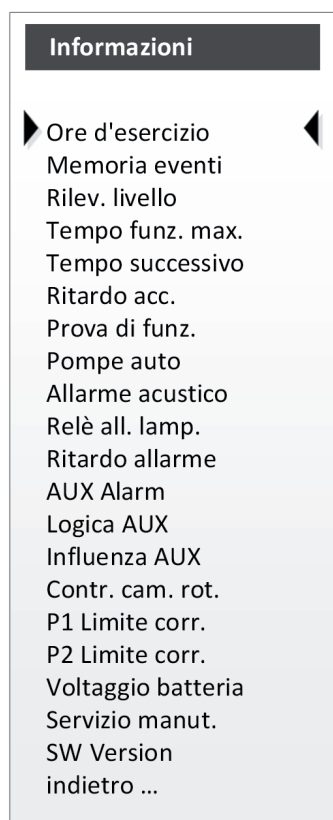 Informazioni
Ore d'esercizio
Memoria eventi
Rilev. livello
Tempo funz. max.
Tempo successivo
Ritardo acc.
Prova di funz.
Pompe auto
Allarme acustico
Relè all. lamp.
Ritardo allarme
AUX Alarm
Logica AUX
Influenza AUX
Contr. cam. rot.
P1 Limite corr.
P2 Limite corr.
Voltaggio batteria
Servizio manut.
SW Version
indietro ...